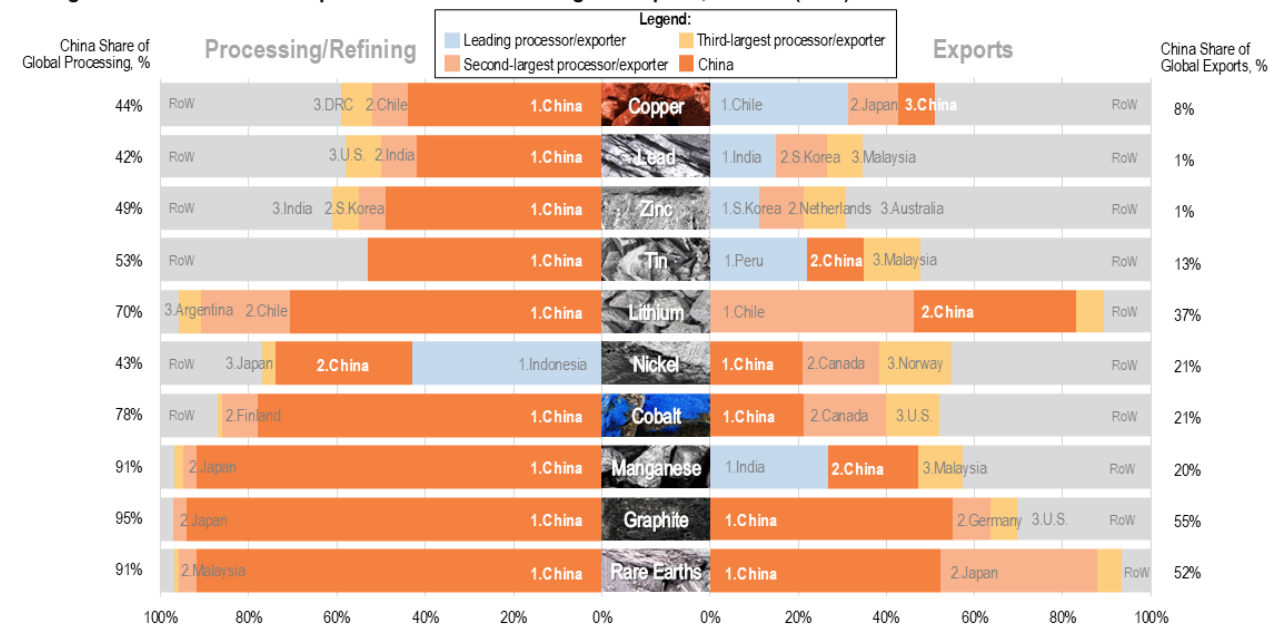 Legend:
Leading processor/exporter
Third-largest processor/exporter
Second-largest processor/exporter
China
China Share of
Global Processing, %
Processing/Refining
Exports
China Share of
Global Exports, %
44% RoW 3.DRC 2.Chile 1.China Copper 1.Chile 2.Japan 3.China RoW 8%
42% RoW 3.U.S. 2.India 1.China Lead 1.India 2.S.Korea 3.Malaysia RoW 1%
49% RoW 3.India 2.S.Korea 1.China Zinc 1.S.Korea 2.Netherlands 3.Australia RoW 1%
53% RoW 1.China Tin 1.Peru 2.China 3.Malaysia RoW 13%
70% 3.Argentina 2.Chile 1.China Lithium 1.Chile 2.China RoW 37%
43% RoW 3.Japan 2.China 1.Indonesia Nickel 1.China 2.Canada 3.Norway RoW 21%
78% RoW 2.Finland 1.China Cobalt 1.China 2.Canada 3.U.S. RoW 21%
91% 2.Japan 1.China Manganese 1.India 2.China 3.Malaysia RoW 20%
95% 2.Japan 1.China Graphite 1.China 2.Germany 3.U.S. RoW 55%
91% 2.Malaysia 1.China Rare Earths 1.China 2.Japan RoW 52%
100% 80% 60% 40% 20% 0% 0% 20% 40% 60% 80% 100%